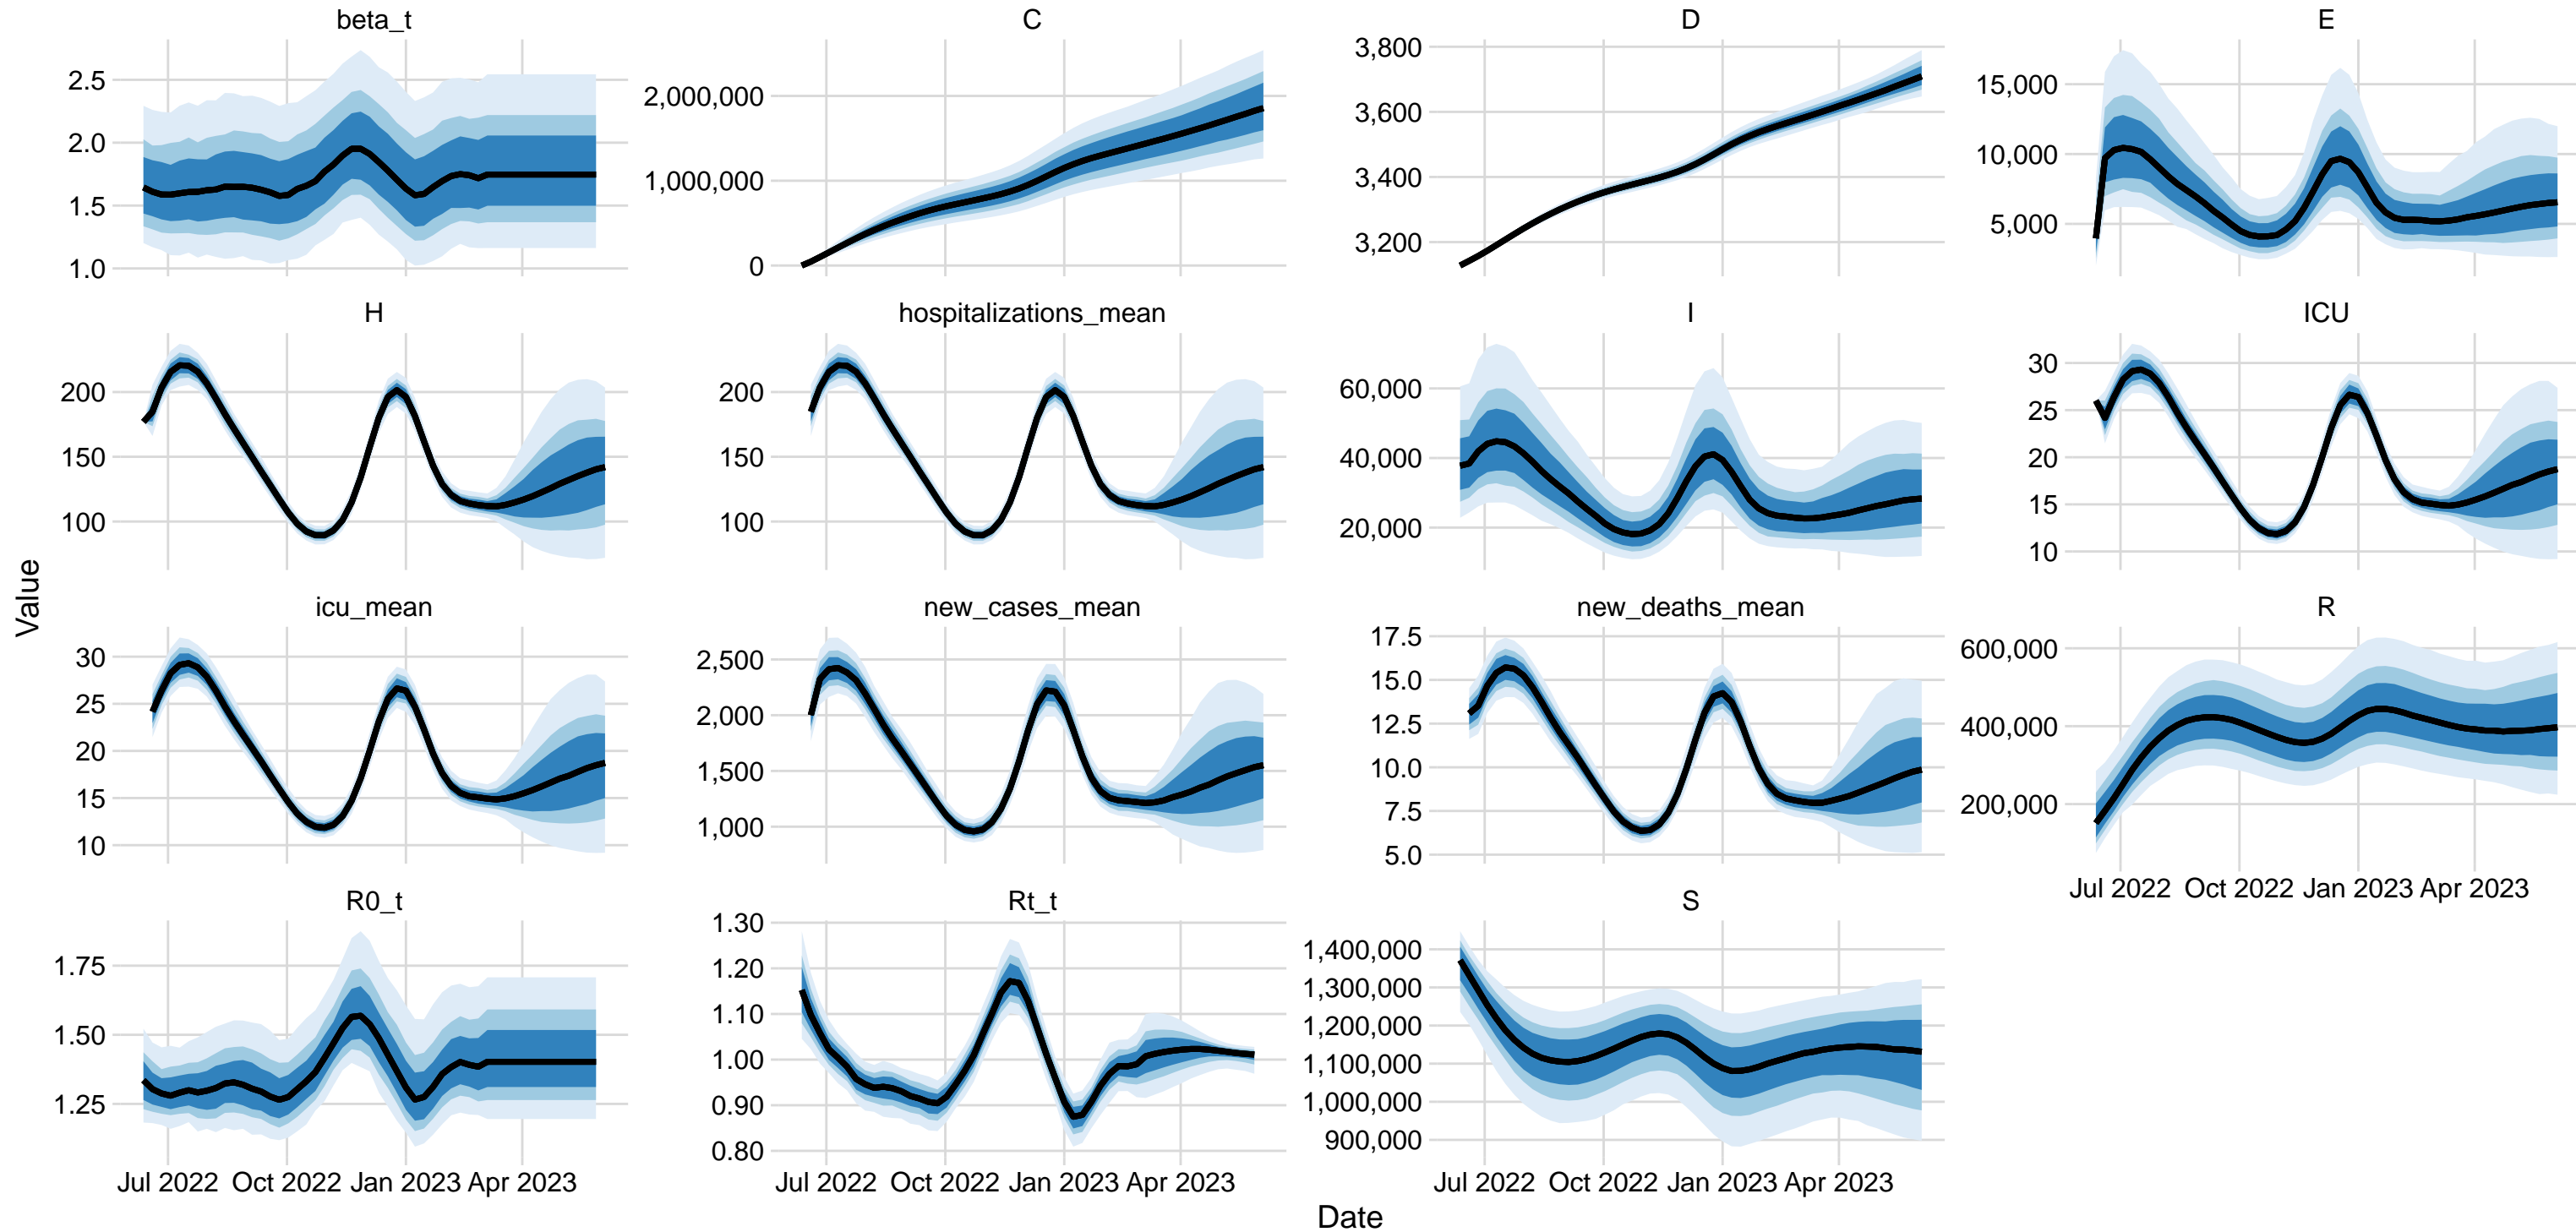 beta_t
2.5
2.0
1.5
1.0
C
2,000,000
1,000,000
0
D
3,800
3,600
3,400
3,200
E
15,000
10,000
5,000
H
200
150
100
hospitalizations_mean
200
150
100
I
60,000
40,000
20,000
ICU
30
25
20
15
10
Value
icu_mean
30
25
20
15
10
new_cases_mean
2,500
2,000
1,500
1,000
new_deaths_mean
17.5
15.0
12.5
10.0
7.5
5.0
R
600,000
400,000
200,000
Jul 2022 Oct 2022 Jan 2023 Apr 2023
R0_t
1.75
1.50
1.25
Jul 2022 Oct 2022 Jan 2023 Apr 2023
Rt_t
1.30
1.20
1.10
1.00
0.90
0.80
Jul 2022 Oct 2022 Jan 2023 Apr 2023
S
1,400,000
1,300,000
1,200,000
1,100,000
1,000,000
900,000
Jul 2022 Oct 2022 Jan 2023 Apr 2023
Date